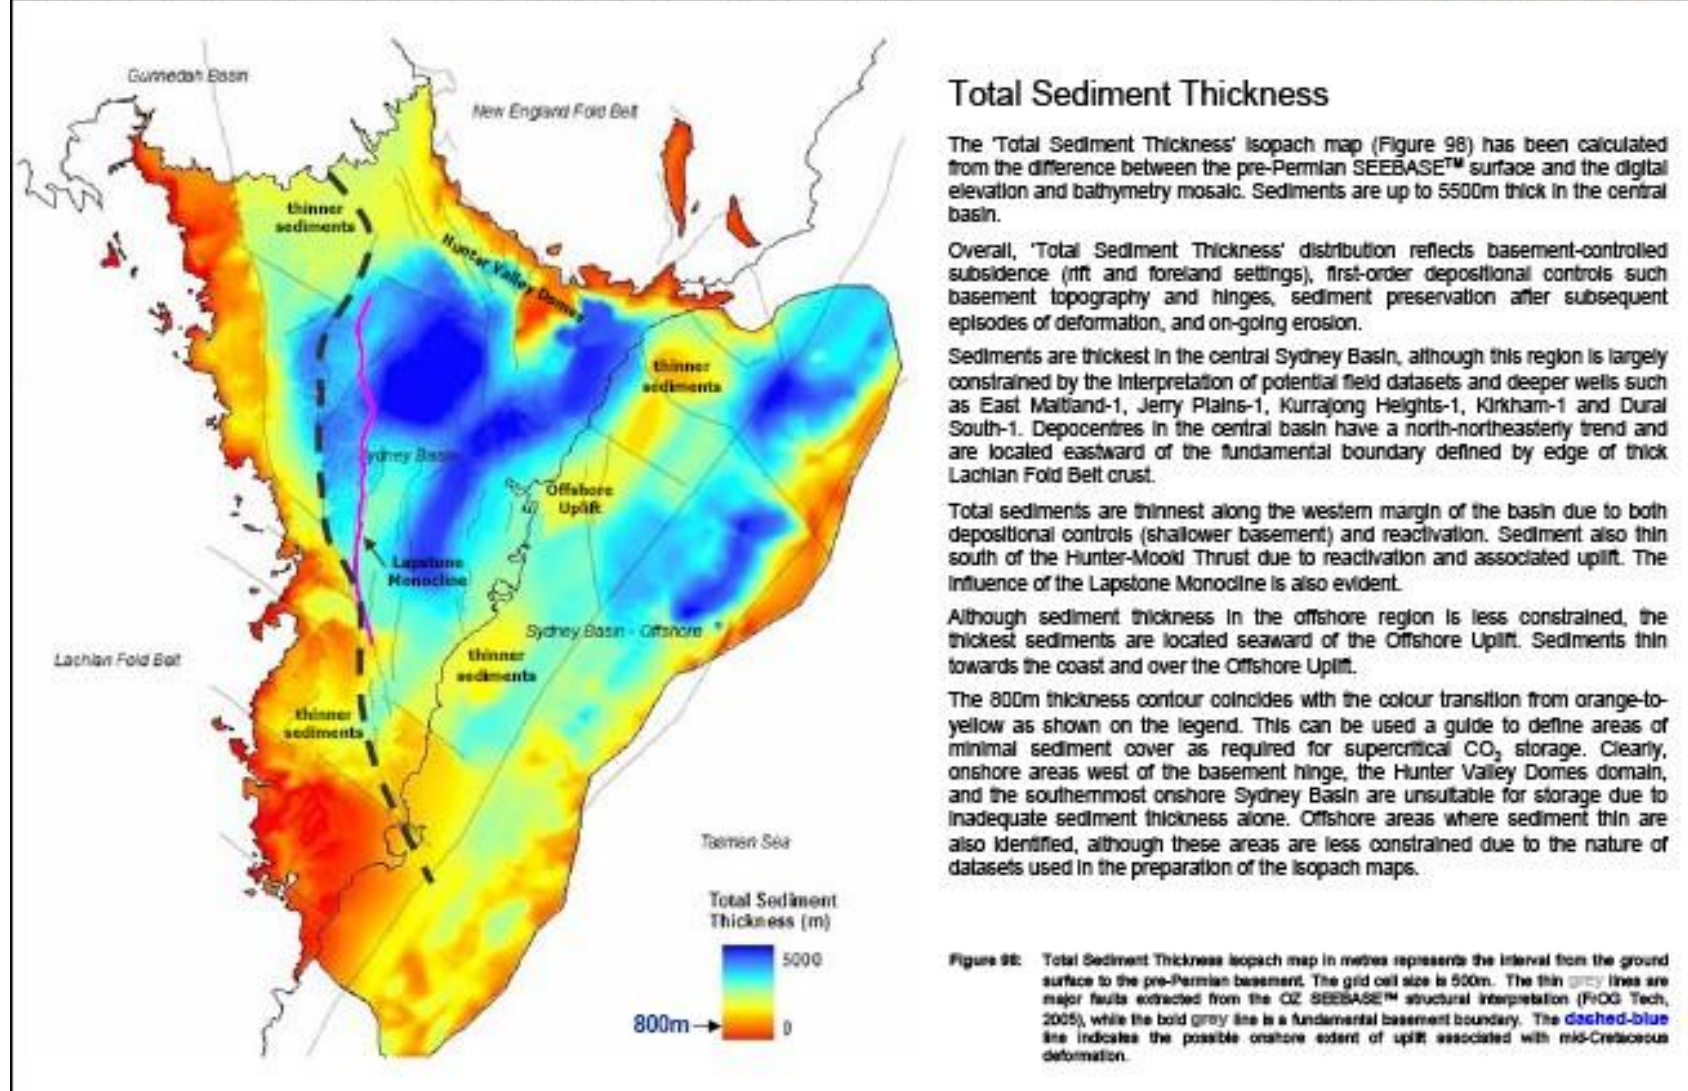 Gunnedah Basin
New England Fold Belt
thinner
sediments
Hunter Valley Domes
thinner
sediments
Sydney Basin
Offshore
Uplift
Lapstone
Monocline
Sydney Basin - Offshore
thinner
sediments
Lachlan Fold Belt
thinner
sediments
Tasman Sea
Total Sediment
Thickness (m)
5000
800m
0
Total Sediment Thickness
The 'Total Sediment Thickness' isopach map (Figure 98) has been calculated
from the difference between the pre-Permian SEEBASE™ surface and the digital
elevation and bathymetry mosaic. Sediments are up to 5500m thick in the central
basin.
Overall, 'Total Sediment Thickness' distribution reflects basement-controlled
subsidence (rift and foreland settings), first-order depositional controls such
basement topography and hinges, sediment preservation after subsequent
episodes of deformation, and on-going erosion.
Sediments are thickest in the central Sydney Basin, although this region is largely
constrained by the interpretation of potential field datasets and deeper wells such
as East Maitland-1, Jerry Plains-1, Kurrajong Heights-1, Kirkham-1 and Dural
South-1. Depocentres in the central basin have a north-northeasterly trend and
are located eastward of the fundamental boundary defined by edge of thick
Lachlan Fold Belt crust.
Total sediments are thinnest along the western margin of the basin due to both
depositional controls (shallower basement) and reactivation. Sediment also thin
south of the Hunter-Mooki Thrust due to reactivation and associated uplift. The
influence of the Lapstone Monocline is also evident.
Although sediment thickness in the offshore region is less constrained, the
thickest sediments are located seaward of the Offshore Uplift. Sediments thin
towards the coast and over the Offshore Uplift.
The 800m thickness contour coincides with the colour transition from orange-to-
yellow as shown on the legend. This can be used a guide to define areas of
minimal sediment cover as required for supercritical CO₂ storage. Clearly,
onshore areas west of the basement hinge, the Hunter Valley Domes domain,
and the southernmost onshore Sydney Basin are unsuitable for storage due to
inadequate sediment thickness alone. Offshore areas where sediment thin are
also identified, although these areas are less constrained due to the nature of
datasets used in the preparation of the isopach maps.
Figure 98: Total Sediment Thickness isopach map in metres represents the interval from the ground
surface to the pre-Permian basement. The grid cell size is 500m. The thin grey lines are
major faults extracted from the OZ SEEBASE™ structural interpretation (FrOG Tech,
2005), while the bold grey line is a fundamental basement boundary. The dashed-blue
line indicates the possible onshore extent of uplift associated with mid-Cretaceous
deformation.